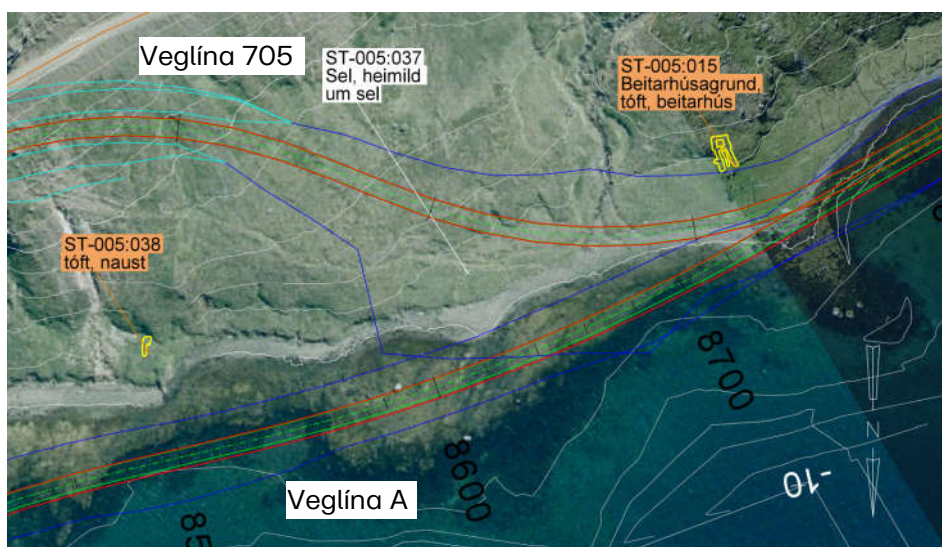 Veglína 705
ST-005:037
Sel, heimild
um sel
ST-005:015
Beitarhúsagrund,
tóft, beitarhús
ST-005:038
tóft, naust
8700
8600
-10
Veglína A
85
N